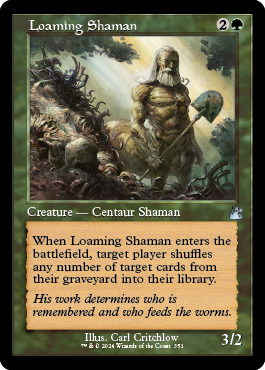 Loaming Shaman 2
Creature — Centaur Shaman
When Loaming Shaman enters the
battlefield, target player shuffles
any number of target cards from
their graveyard into their library.
His work determines who is
remembered and who feeds the worms.
Illus. Carl Critchlow
3/2
™ & © 2024 Wizards of the Coast 351